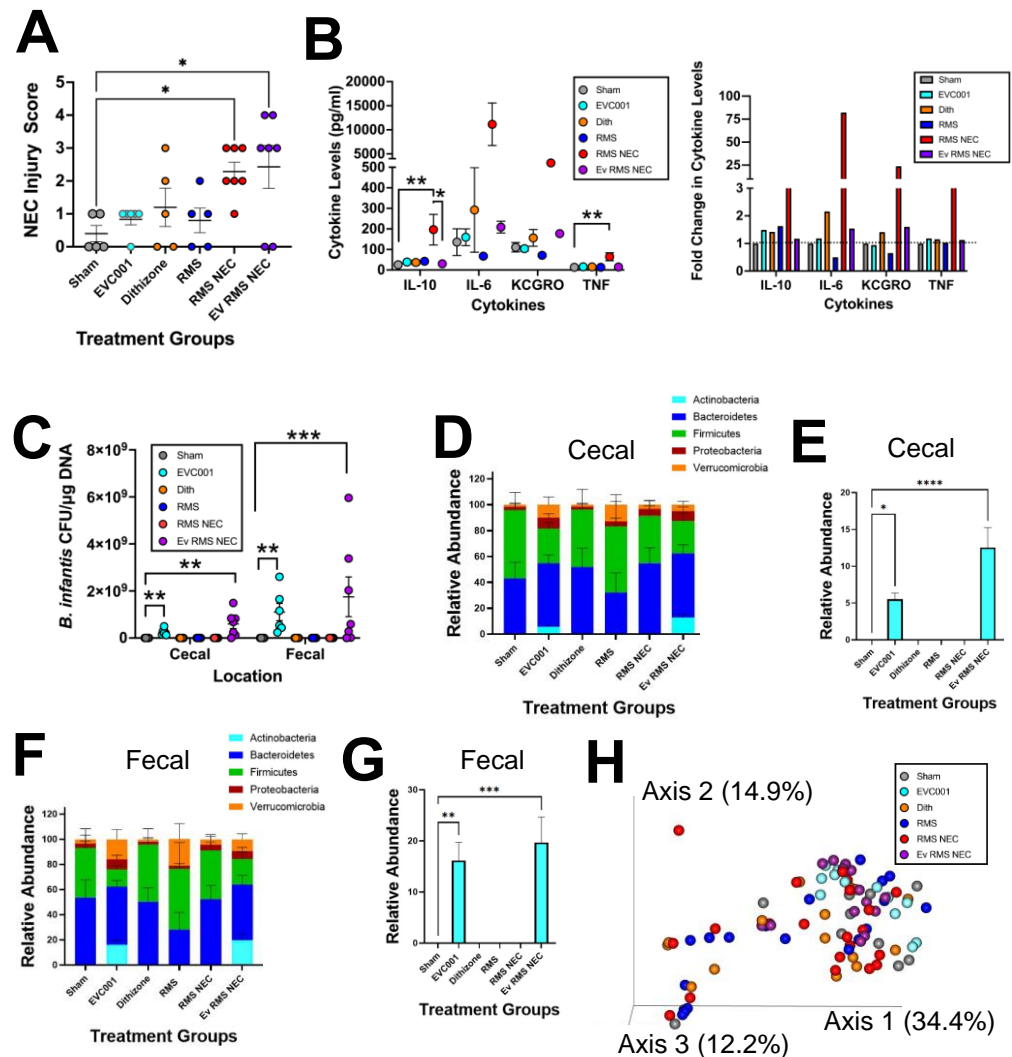 A
NEC Injury Score
5
4
3
2
1
0
*
*
Sham
EVC001
Dithizone
RMS
RMS NEC
Ev RMS NEC
Treatment Groups
B
Cytokine Levels (pg/ml)
20000
15000
10000
5000
500
400
300
200
100
0
**
*
**
Sham
EVC001
Dith
RMS
RMS NEC
Ev RMS NEC
IL-10
IL-6
KCGRO
TNF
Cytokines
Fold Change in Cytokine Levels
100
75
50
25
3
2
1
0
Sham
EVC001
Dith
RMS
RMS NEC
Ev RMS NEC
IL-10
IL-6
KCGRO
TNF
Cytokines
C
B. infantis CFU/µg DNA
8×10⁹
6×10⁹
4×10⁹
2×10⁹
0
Sham
EVC001
Dith
RMS
RMS NEC
Ev RMS NEC
**
**
**
***
Cecal
Fecal
Location
D
Cecal
Actinobacteria
Bacteroidetes
Firmicutes
Proteobacteria
Verrucomicrobia
Relative Abundance
120
100
80
60
40
20
0
Sham
EVC001
Dithizone
RMS
RMS NEC
Ev RMS NEC
Treatment Groups
E
Cecal
Relative Abundance
20
15
10
5
0
*
****
Sham
EVC001
Dithizone
RMS
RMS NEC
Ev RMS NEC
Treatment Groups
F
Fecal
Actinobacteria
Bacteroidetes
Firmicutes
Proteobacteria
Verrucomicrobia
Relative Abundance
120
100
80
60
40
20
0
Sham
EVC001
Dithizone
RMS
RMS NEC
Ev RMS NEC
Treatment Groups
G
Fecal
Relative Abundance
30
20
10
0
**
***
Sham
EVC001
Dithizone
RMS
RMS NEC
Ev RMS NEC
Treatment Groups
H
Axis 2 (14.9%)
Sham
EVC001
Dith
RMS
RMS NEC
Ev RMS NEC
Axis 1 (34.4%)
Axis 3 (12.2%)